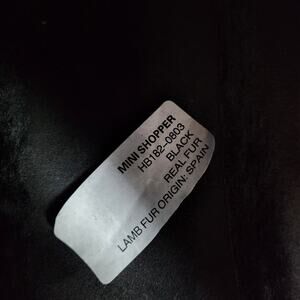 MINI SHOPPER
HB182-0803
BLACK
REAL FUR
LAMB FUR ORIGIN: SPAIN